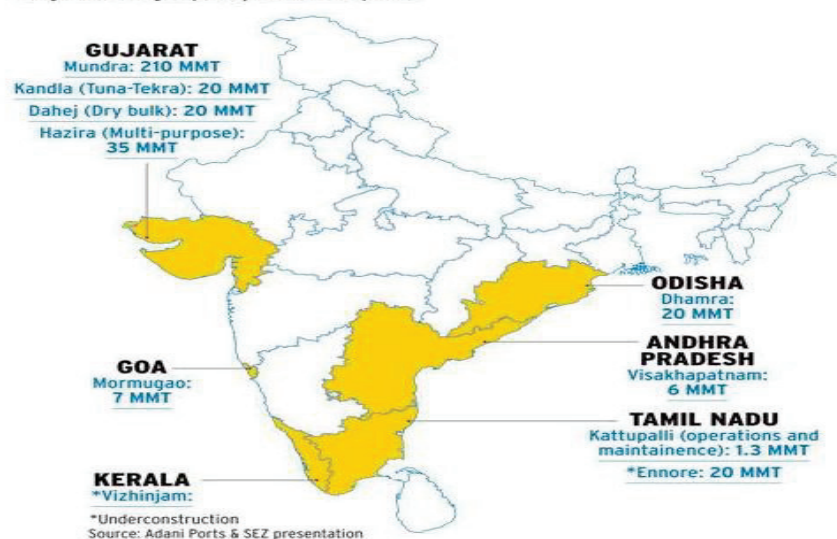 GUJARAT
Mundra: 210 MMT
Kandla (Tuna-Tekra): 20 MMT
Dahej (Dry bulk): 20 MMT
Hazira (Multi-purpose):
35 MMT
ODISHA
Dhamra:
20 MMT
ANDHRA
PRADESH
Visakhapatnam:
6 MMT
GOA
Mormugao:
7 MMT
TAMIL NADU
Kattupalli (operations and
maintainence): 1.3 MMT
*Ennore: 20 MMT
KERALA
*Vizhinjam:
*Underconstruction
Source: Adani Ports & SEZ presentation